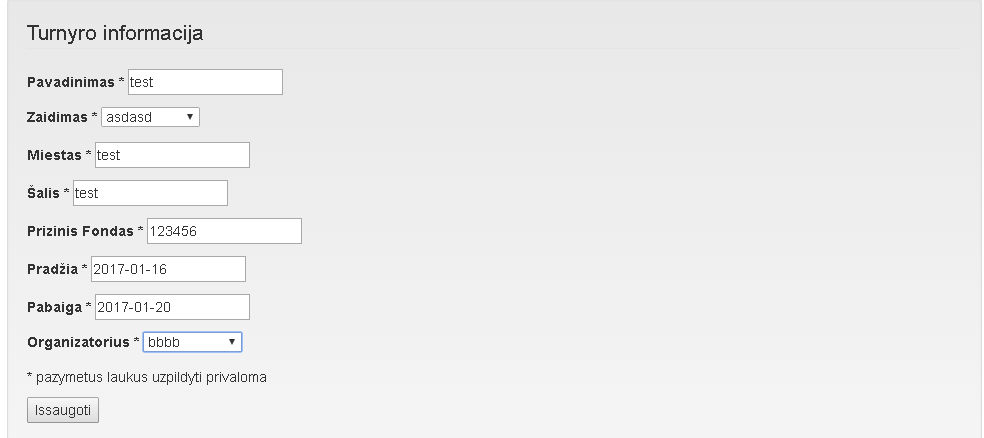 Turnyro informacija
Pavadinimas * test
Zaidimas * asdasd
Miestas * test
Šalis * test
Prizinis Fondas * 123456
Pradžia * 2017-01-16
Pabaiga * 2017-01-20
Organizatorius * bbbb
* pazymetus laukus uzpildyti privaloma
Issaugoti